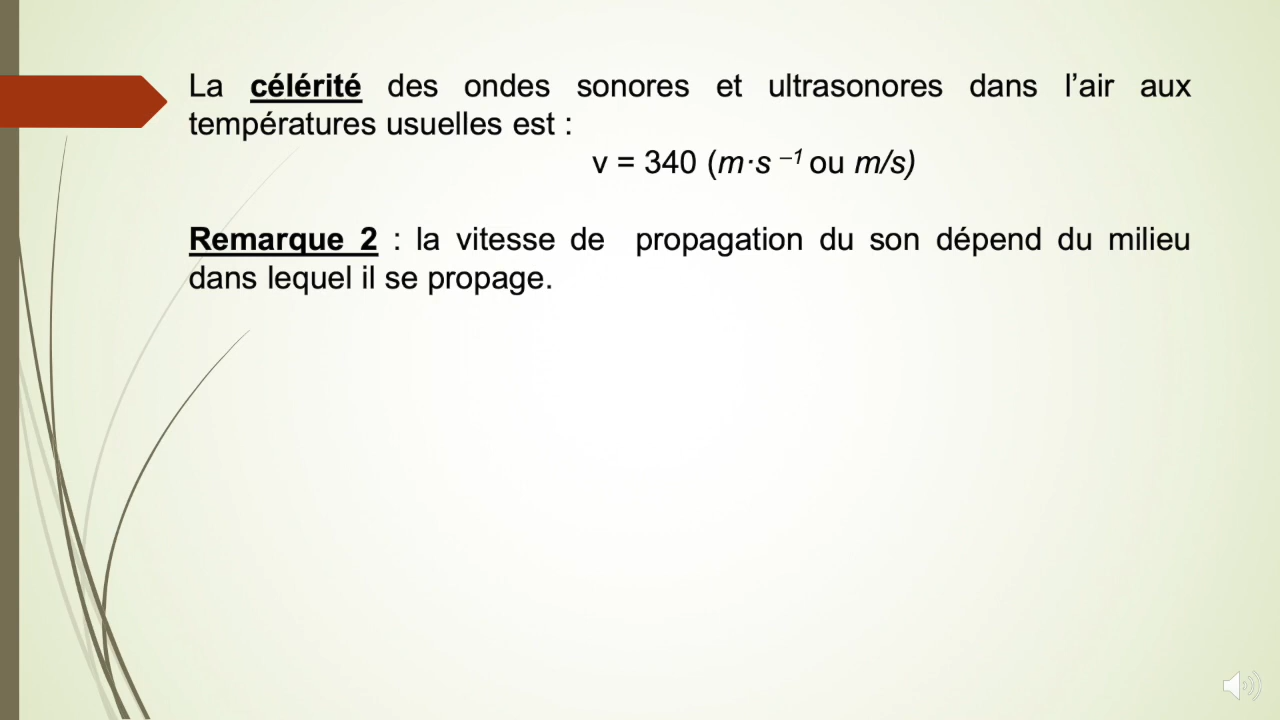 La célérité des ondes sonores et ultrasonores dans l’air aux
températures usuelles est :
v = 340 (m·s –1 ou m/s)
Remarque 2 : la vitesse de propagation du son dépend du milieu
dans lequel il se propage.